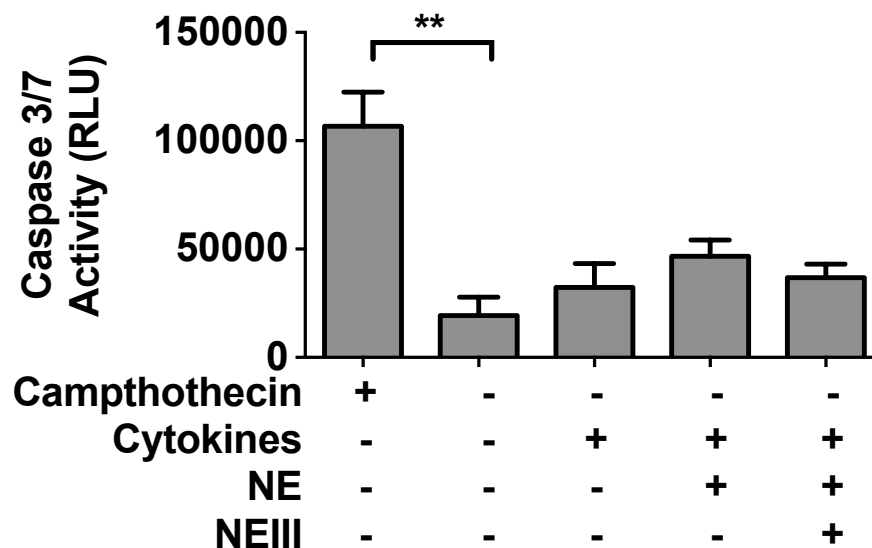 **
150000
100000
50000
0
Caspase 3/7
Activity (RLU)
Campthothecin + - - - -
Cytokines - - + + +
NE - - - + +
NEIII - - - - +